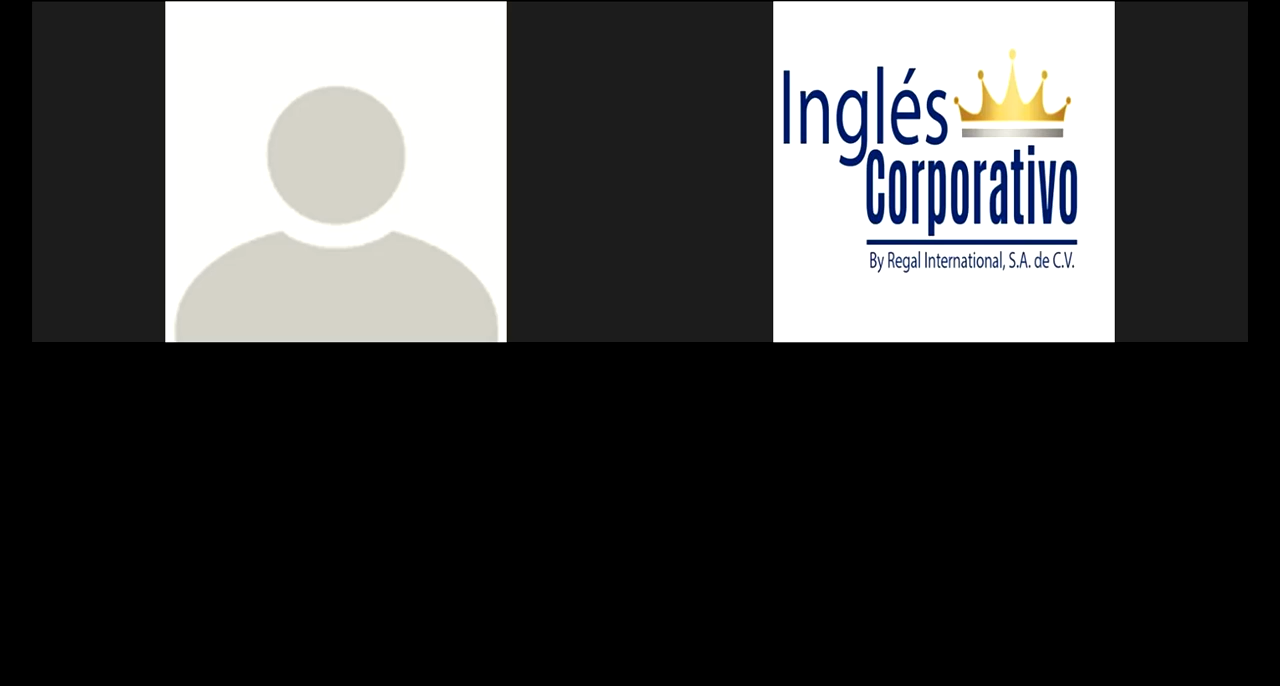 Inglés
Corporativo
By Regal International, S.A. de C.V.